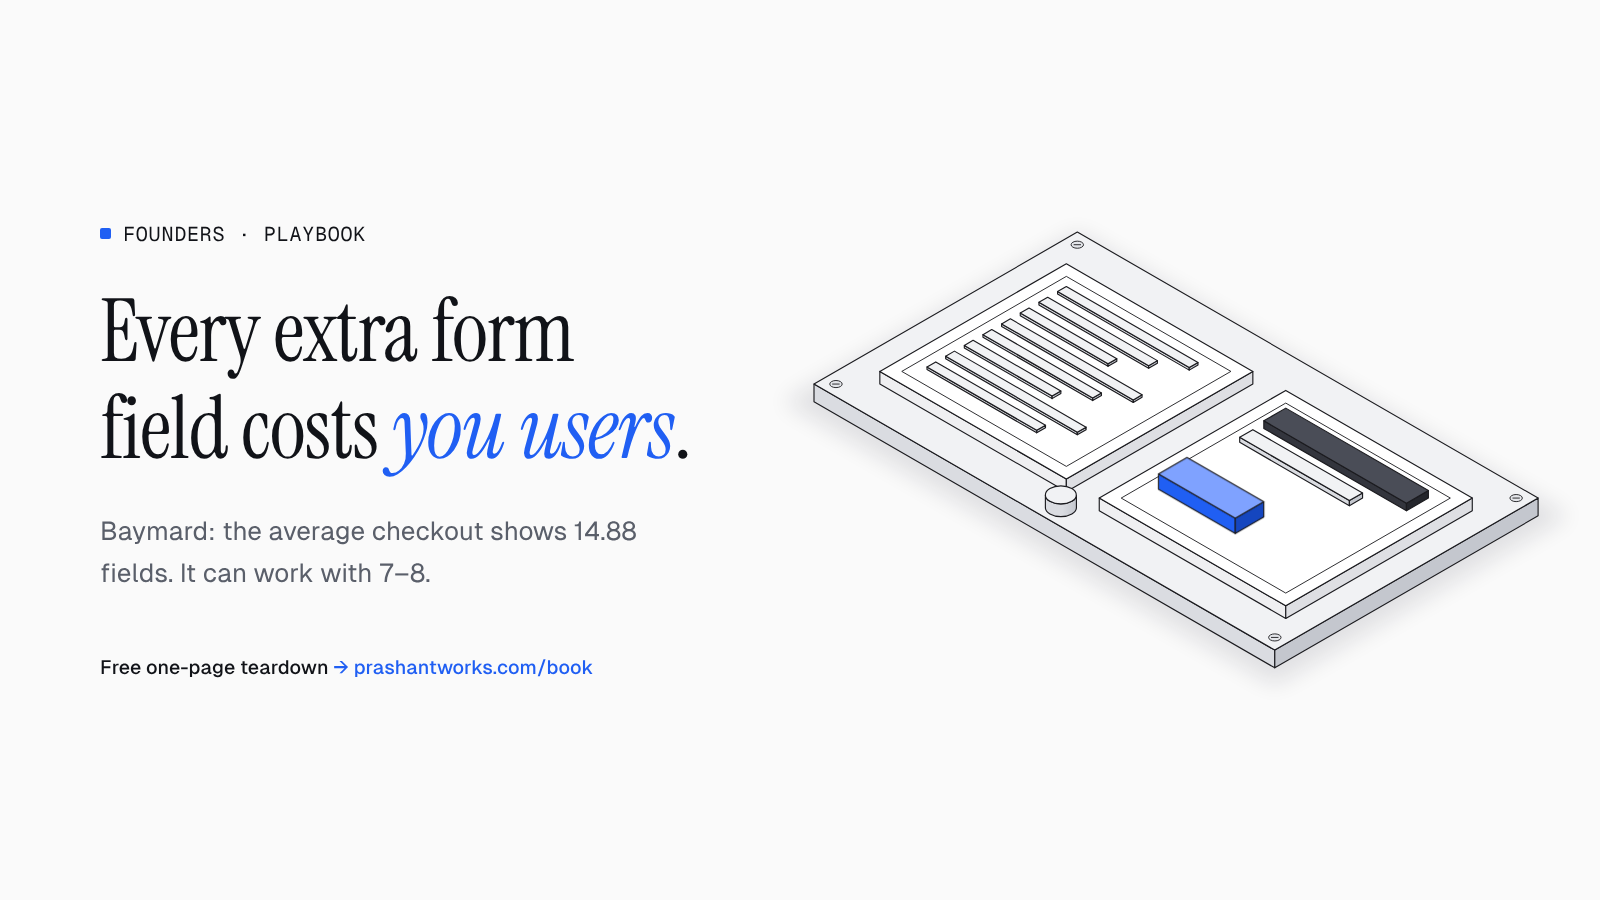 FOUNDERS · PLAYBOOK
Every extra form
field costs you users.
Baymard: the average checkout shows 14.88
fields. It can work with 7–8.
Free one-page teardown → prashantworks.com/book